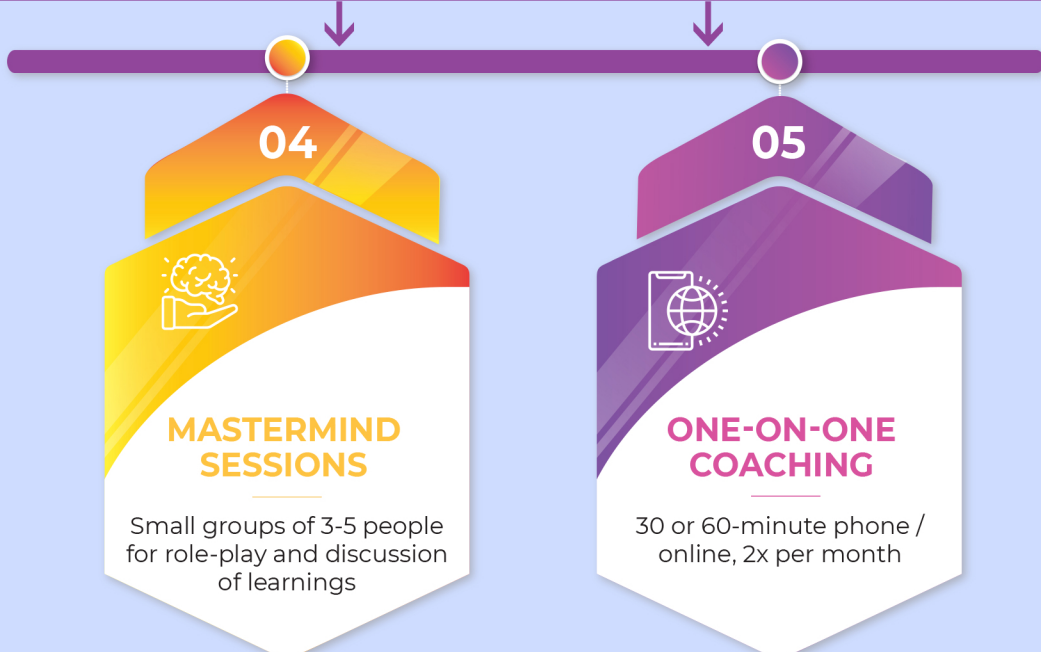 04
MASTERMIND
SESSIONS
Small groups of 3-5 people
for role-play and discussion
of learnings
05
ONE-ON-ONE
COACHING
30 or 60-minute phone /
online, 2x per month